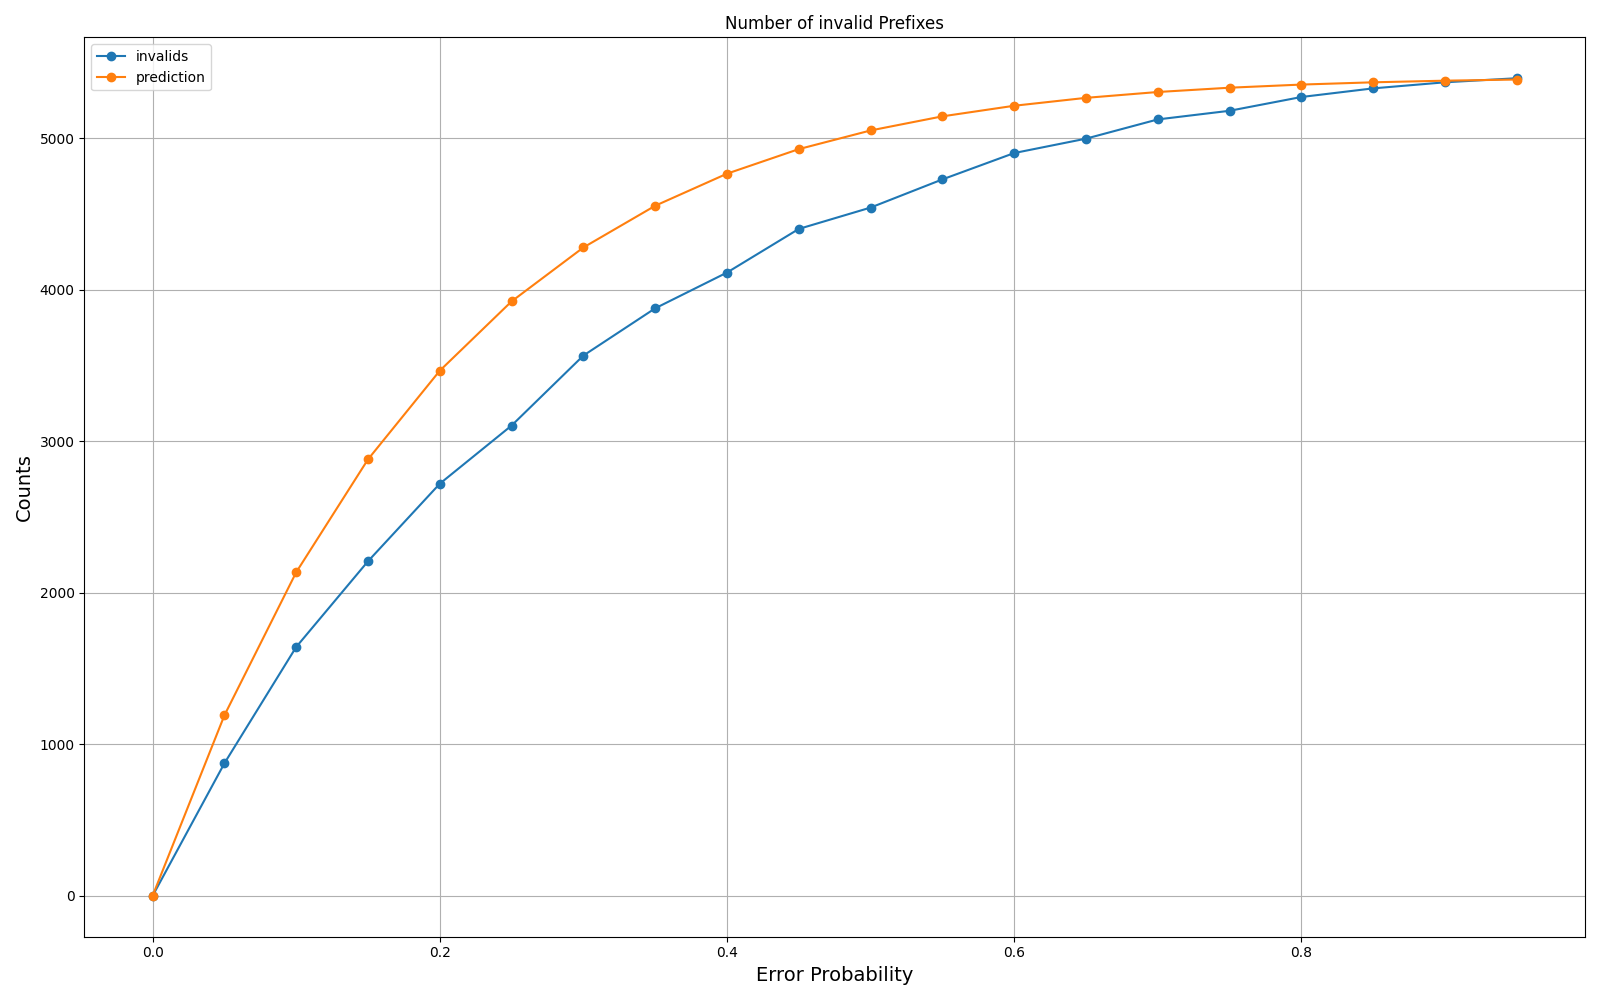 Number of invalid Prefixes
invalids
prediction
5000
4000
3000
2000
1000
0
Counts
0.0 0.2 0.4 0.6 0.8
Error Probability